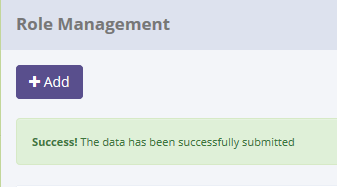 Role Management
+ Add
Success! The data has been successfully submitted